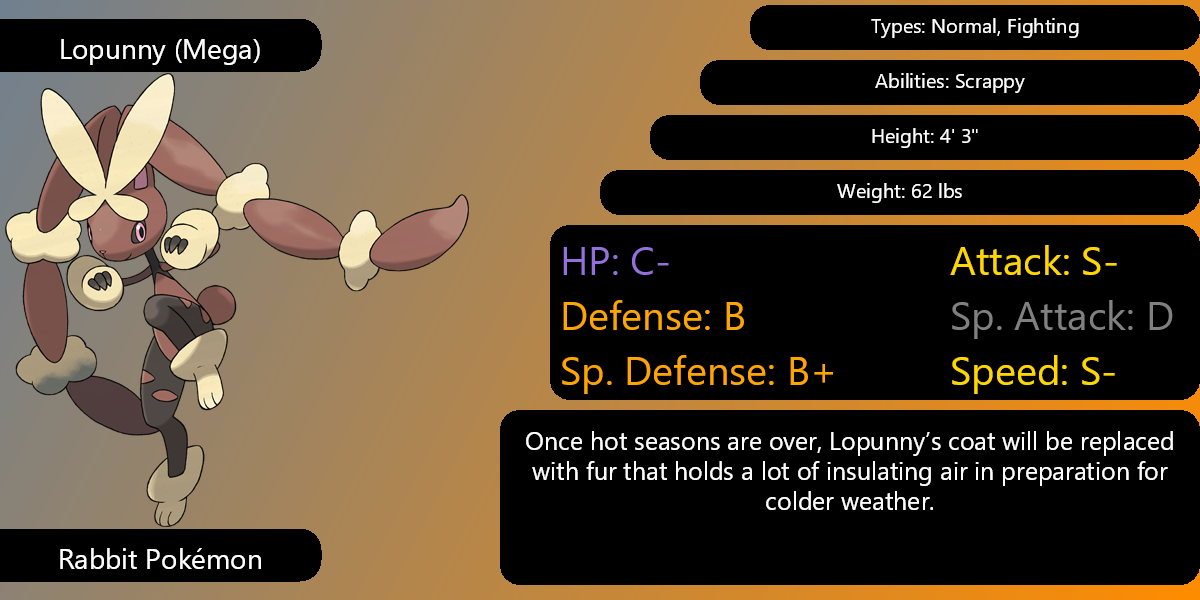 Lopunny (Mega)
Types: Normal, Fighting
Abilities: Scrappy
Height: 4' 3"
Weight: 62 lbs
HP: C-
Attack: S-
Defense: B
Sp. Attack: D
Sp. Defense: B+
Speed: S-
Once hot seasons are over, Lopunny’s coat will be replaced
with fur that holds a lot of insulating air in preparation for
colder weather.
Rabbit Pokémon